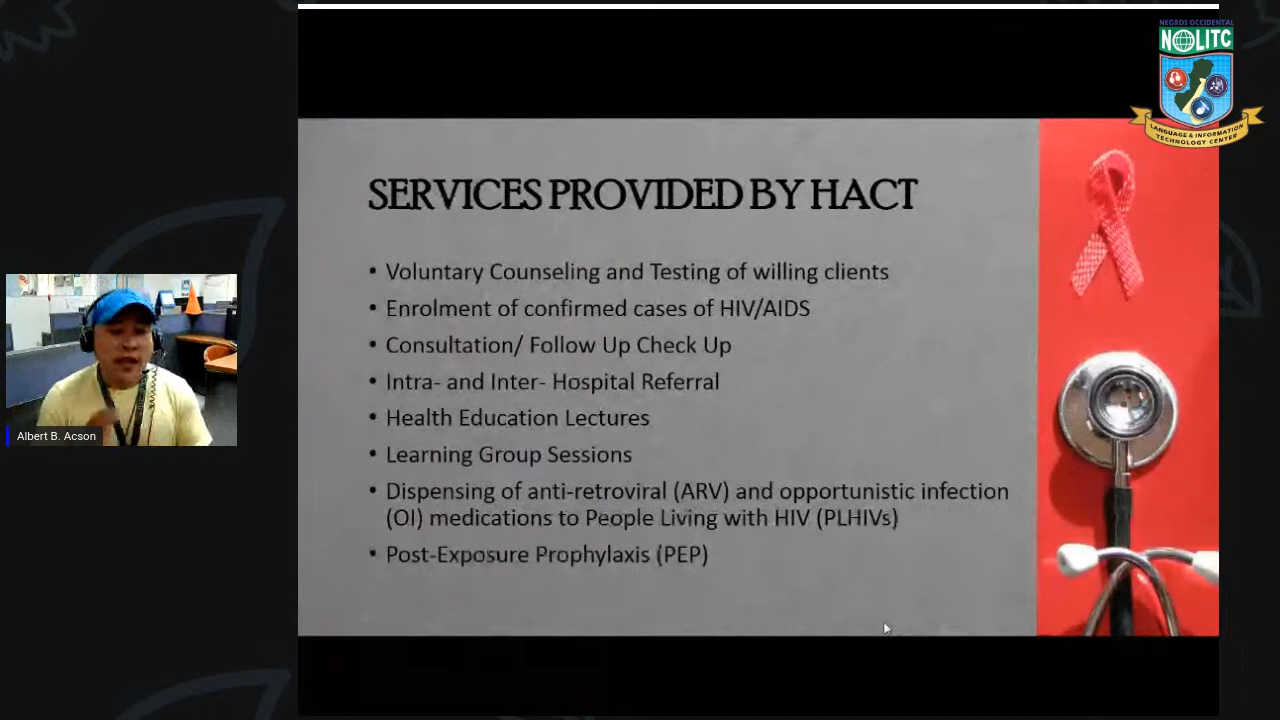 NEGROS OCCIDENTAL
NOLITC
LANGUAGE & INFORMATION
TECHNOLOGY CENTER
SERVICES PROVIDED BY HACT
• Voluntary Counseling and Testing of willing clients
• Enrolment of confirmed cases of HIV/AIDS
• Consultation/ Follow Up Check Up
• Intra- and Inter- Hospital Referral
• Health Education Lectures
• Learning Group Sessions
• Dispensing of anti-retroviral (ARV) and opportunistic infection
(OI) medications to People Living with HIV (PLHIVs)
• Post-Exposure Prophylaxis (PEP)
Albert B. Acson